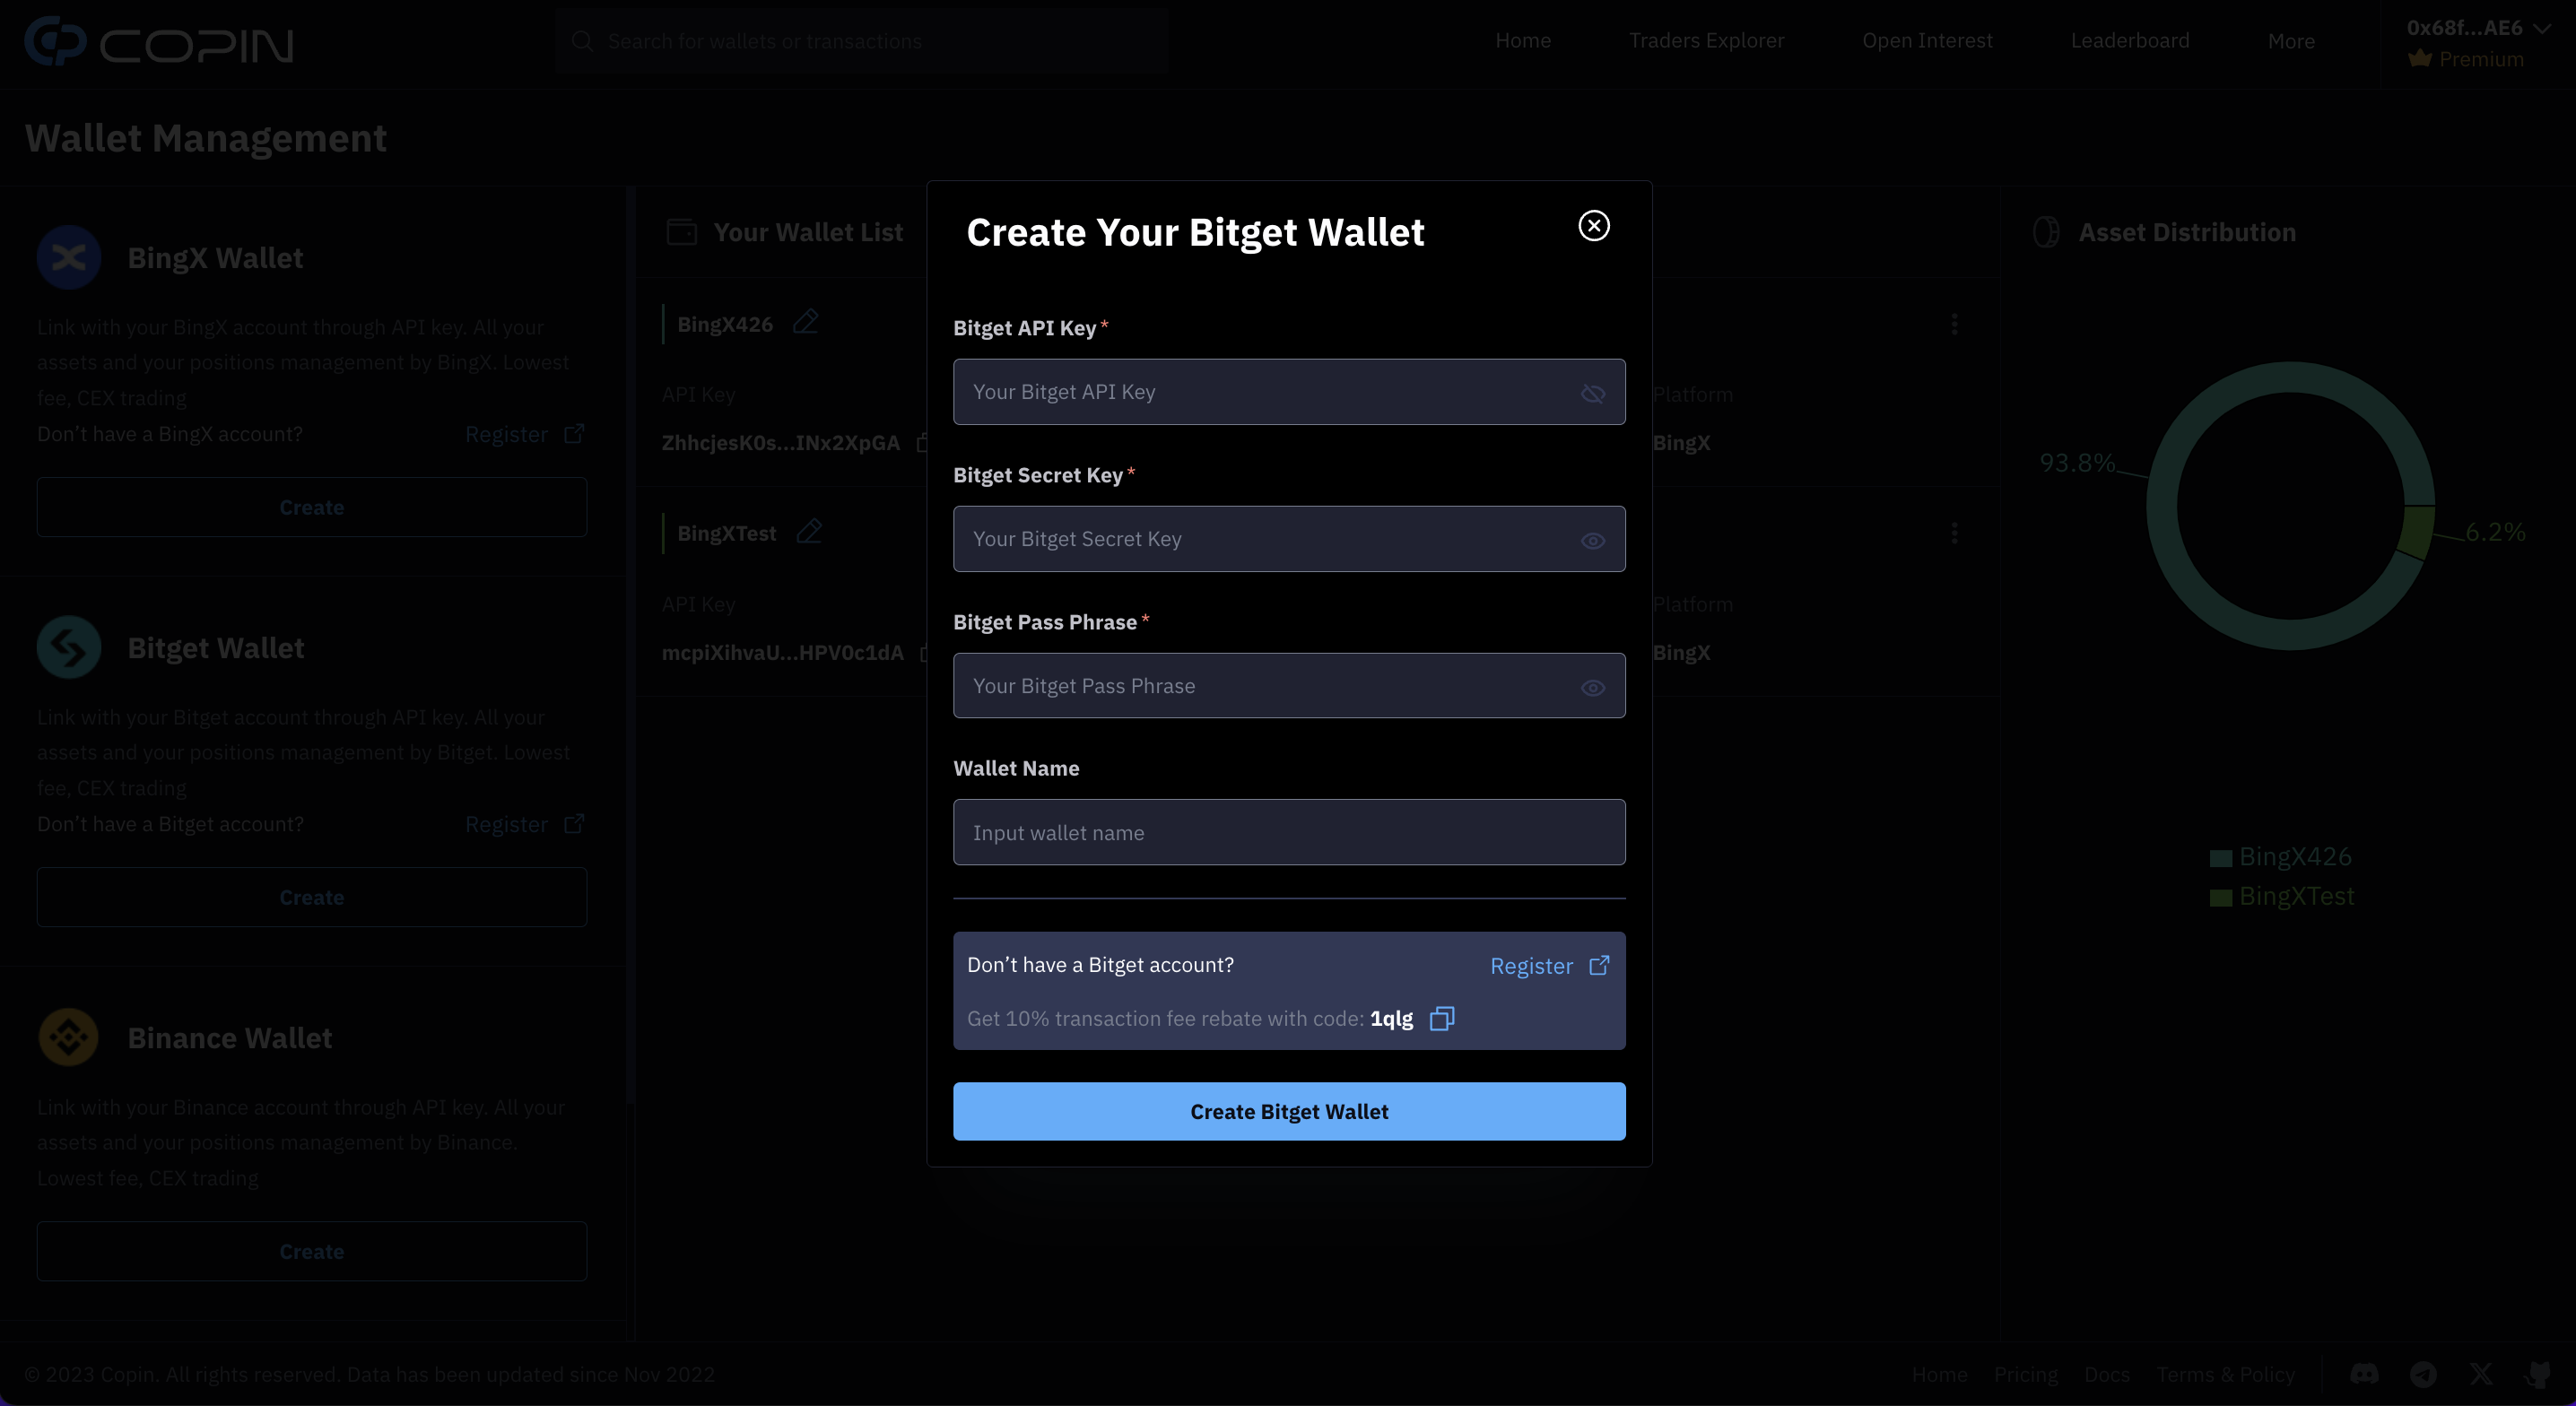 COPIN
Search for wallets or transactions
Home
Traders Explorer
Open Interest
Leaderboard
More
0x68f...AE6
Premium
Wallet Management
BingX Wallet
Link with your BingX account through API key. All your
assets and your positions management by BingX. Lowest
fee, CEX trading
Don’t have a BingX account?
Register
Create
Bitget Wallet
Link with your Bitget account through API key. All your
assets and your positions management by Bitget. Lowest
fee, CEX trading
Don’t have a Bitget account?
Register
Create
Binance Wallet
Link with your Binance account through API key. All your
assets and your positions management by Binance.
Lowest fee, CEX trading
Create
Your Wallet List
BingX426
API Key
ZhhcjesK0s...INx2XpGA
Platform
BingX
BingXTest
API Key
mcpiXihvaU...HPV0c1dA
Platform
BingX
Create Your Bitget Wallet
Bitget API Key*
Your Bitget API Key
Bitget Secret Key*
Your Bitget Secret Key
Bitget Pass Phrase*
Your Bitget Pass Phrase
Wallet Name
Input wallet name
Don’t have a Bitget account?
Register
Get 10% transaction fee rebate with code: 1qlg
Create Bitget Wallet
Asset Distribution
93.8%
6.2%
BingX426
BingXTest
© 2023 Copin. All rights reserved. Data has been updated since Nov 2022
Home
Pricing
Docs
Terms & Policy